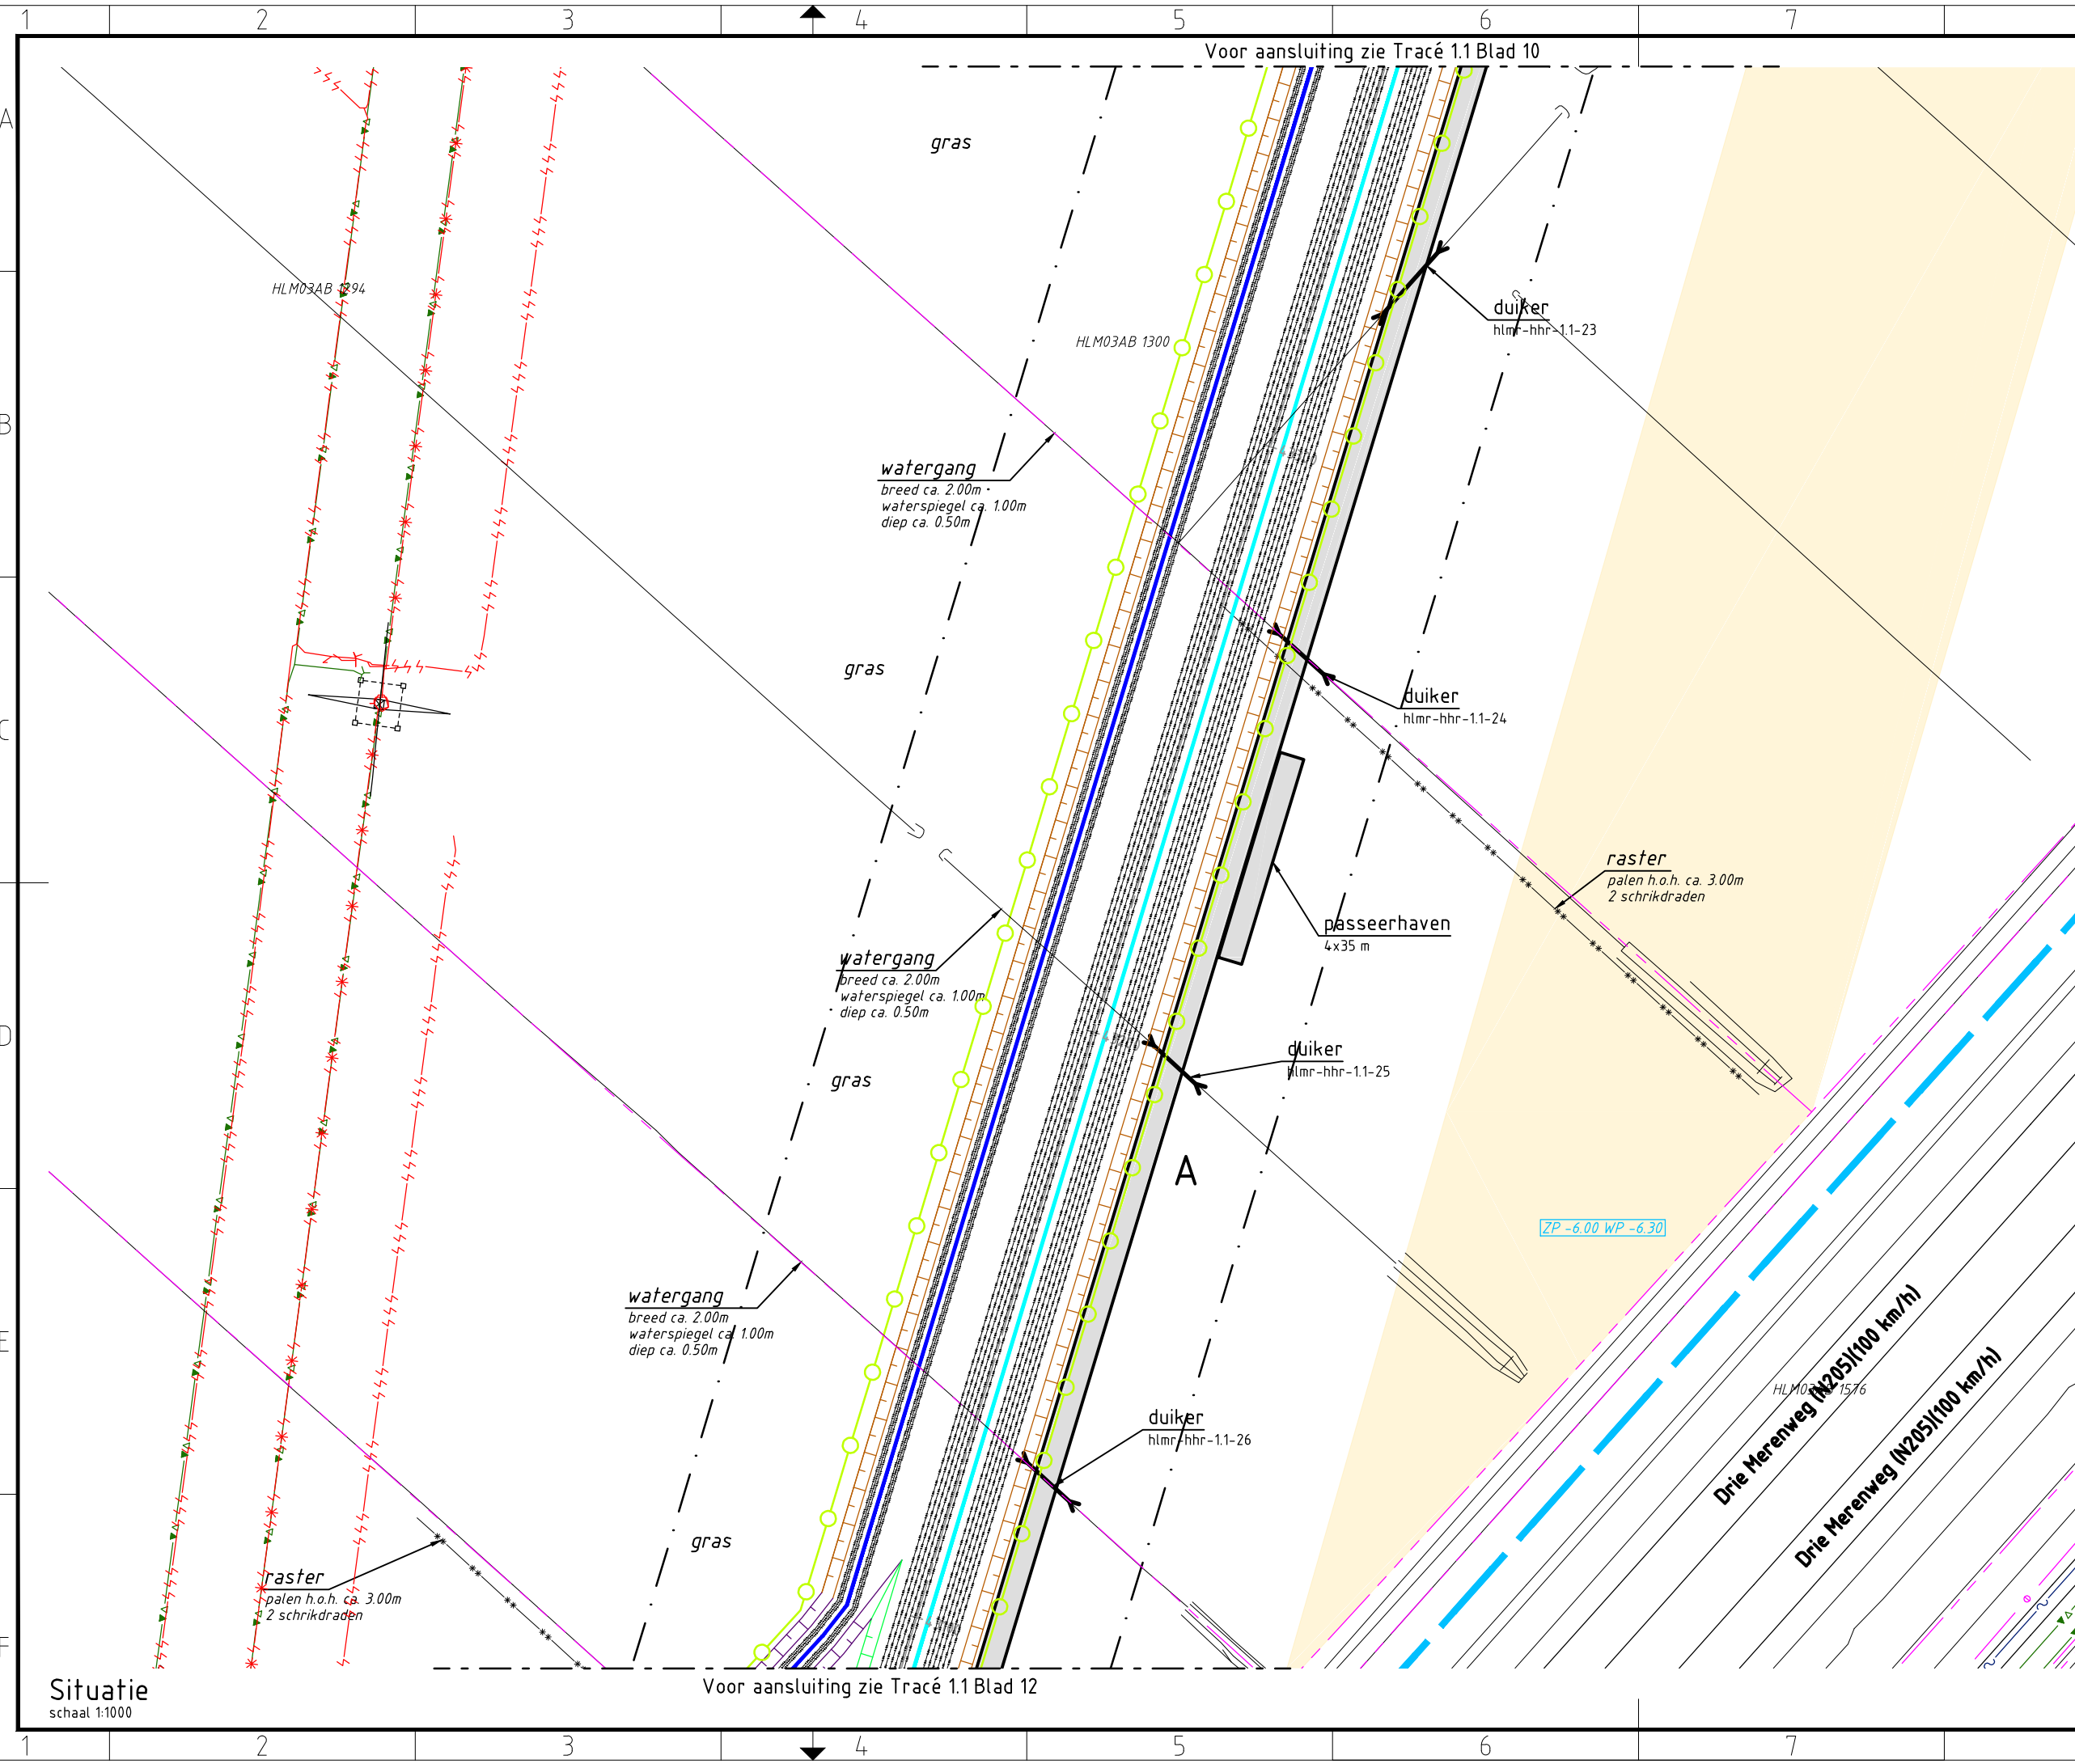 1 2 3 4 5 6 7
Voor aansluiting zie Tracé 1.1 Blad 10
A
B
C
D
E
F
gras
HLM03AB 1294
duiker
hlmr-hhr-1.1-23
HLM03AB 1300
watergang
breed ca. 2.00m
waterspiegel ca. 1.00m
diep ca. 0.50m
gras
duiker
hlmr-hhr-1.1-24
raster
palen h.o.h. ca. 3.00m
2 schrikdraden
passeerhaven
4x35 m
watergang
breed ca. 2.00m
waterspiegel ca. 1.00m
diep ca. 0.50m
duiker
hlmr-hhr-1.1-25
gras
A
ZP -6.00 WP -6.30
watergang
breed ca. 2.00m
waterspiegel ca. 1.00m
diep ca. 0.50m
Drie Merenweg (N205)(100 km/h)
HLM03AB 1576
Drie Merenweg (N205)(100 km/h)
duiker
hlmr-hhr-1.1-26
gras
raster
palen h.o.h. ca. 3.00m
2 schrikdraden
Situatie
schaal 1:1000
Voor aansluiting zie Tracé 1.1 Blad 12
1 2 3 4 5 6 7